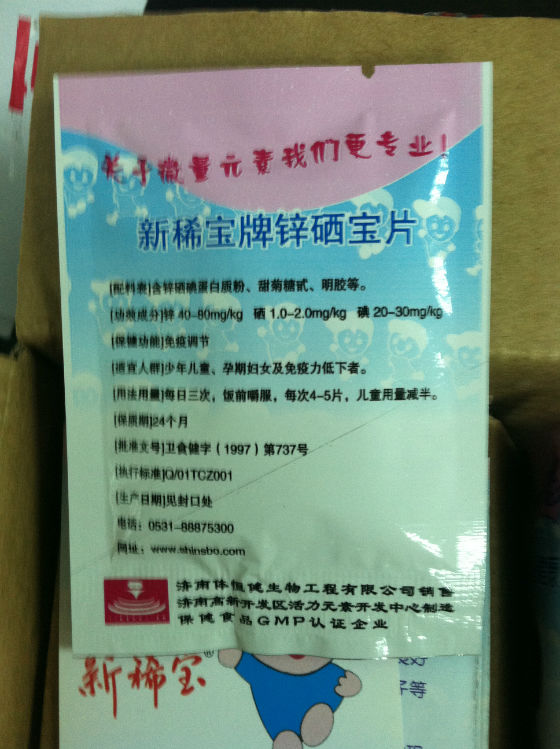 关于微量元素我们更专业！
新稀宝牌锌硒宝片
[配料表]含锌硒碘蛋白质粉、甜菊糖甙、明胶等。
[功效成分]锌 40-80mg/kg 硒 1.0-2.0mg/kg 碘 20-30mg/kg
[保健功能]免疫调节
[适宜人群]少年儿童、孕期妇女及免疫力低下者。
[用法用量]每日三次，饭前嚼服，每次4-5片，儿童用量减半。
[保质期]24个月
[批准文号]卫食健字（1997）第737号
[执行标准]Q/01TCZ001
[生产日期]见封口处
电话：0531-88875300
网址：www.shinsbo.com
济南体恒健生物工程有限公司销售
济南高新开发区活力元素开发中心制造
保健食品GMP认证企业
新稀宝®
等